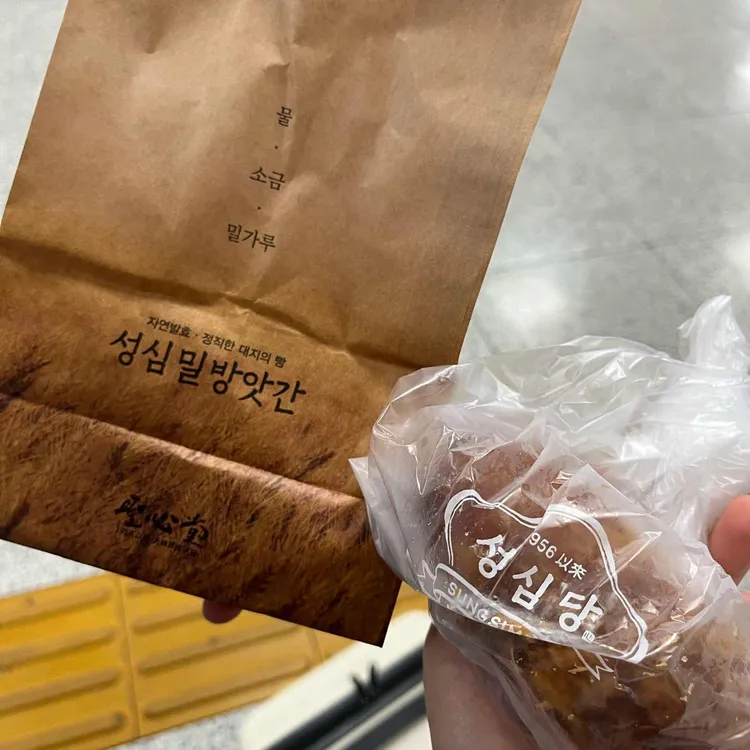 물
·
소금
·
밀가루
자연발효 · 정직한 대지의 빵
성심밀방앗간
聖心堂
956 以來
성심당